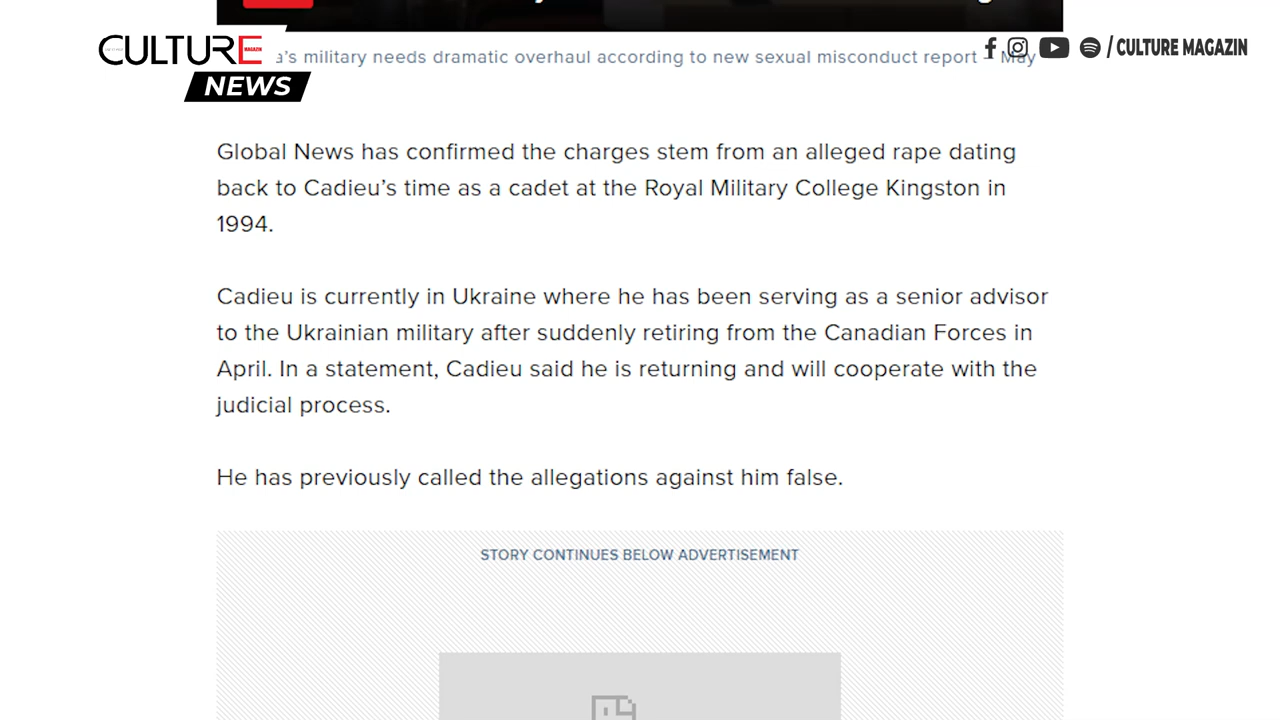 CULTURE
MAGAZIN
NEWS
a's military needs dramatic overhaul according to new sexual misconduct report - May
/ CULTURE MAGAZIN
Global News has confirmed the charges stem from an alleged rape dating
back to Cadieu's time as a cadet at the Royal Military College Kingston in
1994.
Cadieu is currently in Ukraine where he has been serving as a senior advisor
to the Ukrainian military after suddenly retiring from the Canadian Forces in
April. In a statement, Cadieu said he is returning and will cooperate with the
judicial process.
He has previously called the allegations against him false.
STORY CONTINUES BELOW ADVERTISEMENT